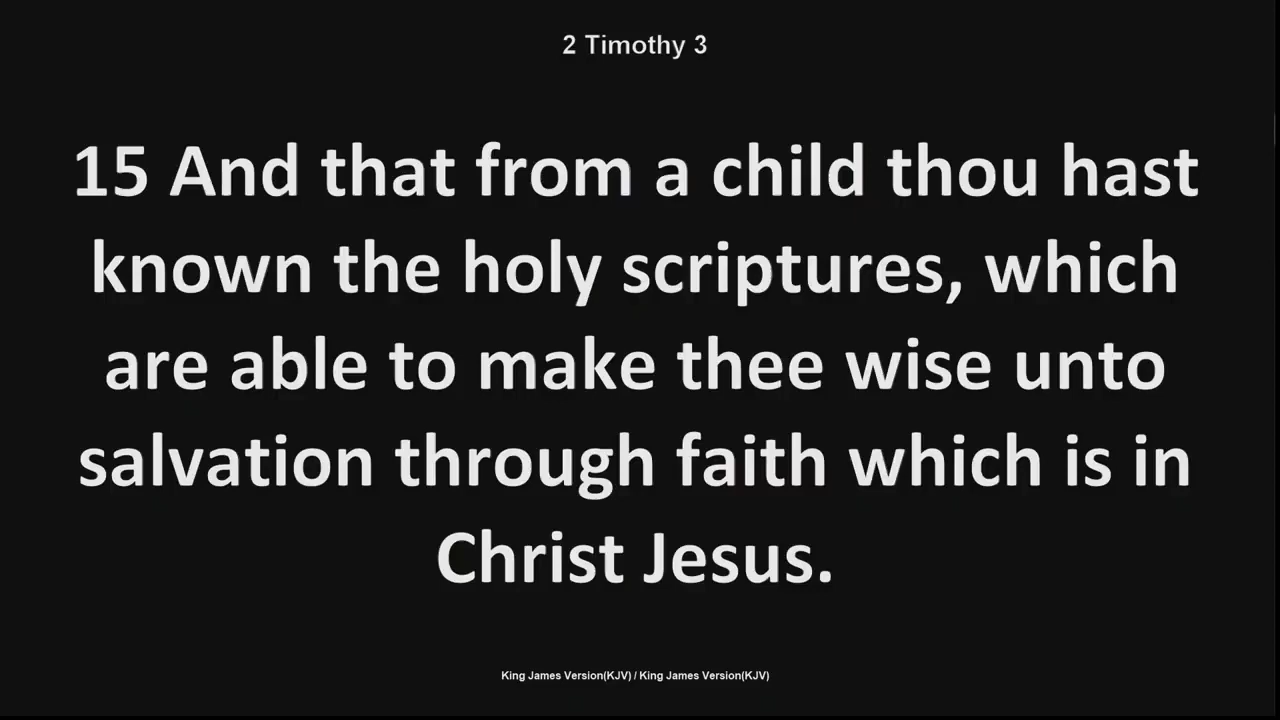 2 Timothy 3
15 And that from a child thou hast
known the holy scriptures, which
are able to make thee wise unto
salvation through faith which is in
Christ Jesus.
King James Version(KJV) / King James Version(KJV)